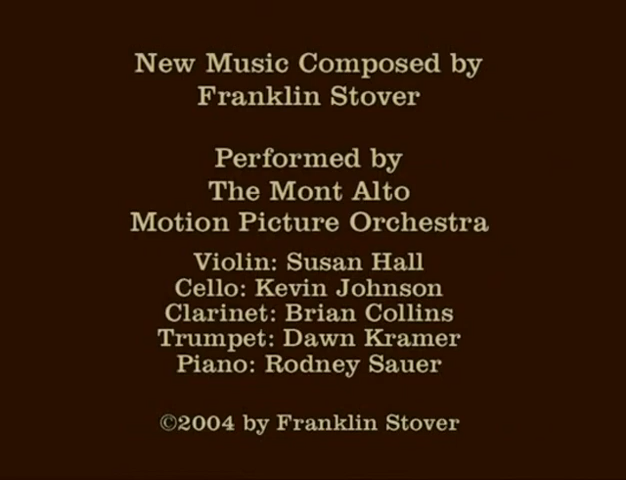 New Music Composed by
Franklin Stover
Performed by
The Mont Alto
Motion Picture Orchestra
Violin: Susan Hall
Cello: Kevin Johnson
Clarinet: Brian Collins
Trumpet: Dawn Kramer
Piano: Rodney Sauer
©2004 by Franklin Stover